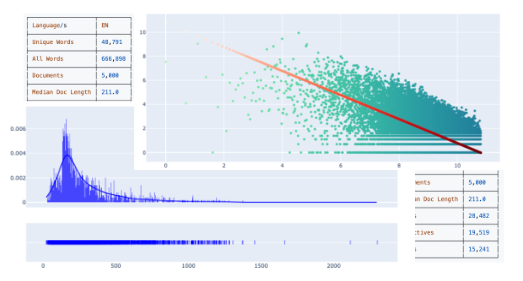 Language/s EN
Unique Words 48,791
All Words 666,898
Documents 5,000
Median Doc Length 211.0
10
8
6
4
2
0
0 2 4 6 8 10
0.006
0.004
0.002
0
0 500 1000 1500 2000
ments 5,000
an Doc Length 211.0
s 28,482
ctives 19,519
s 15,241